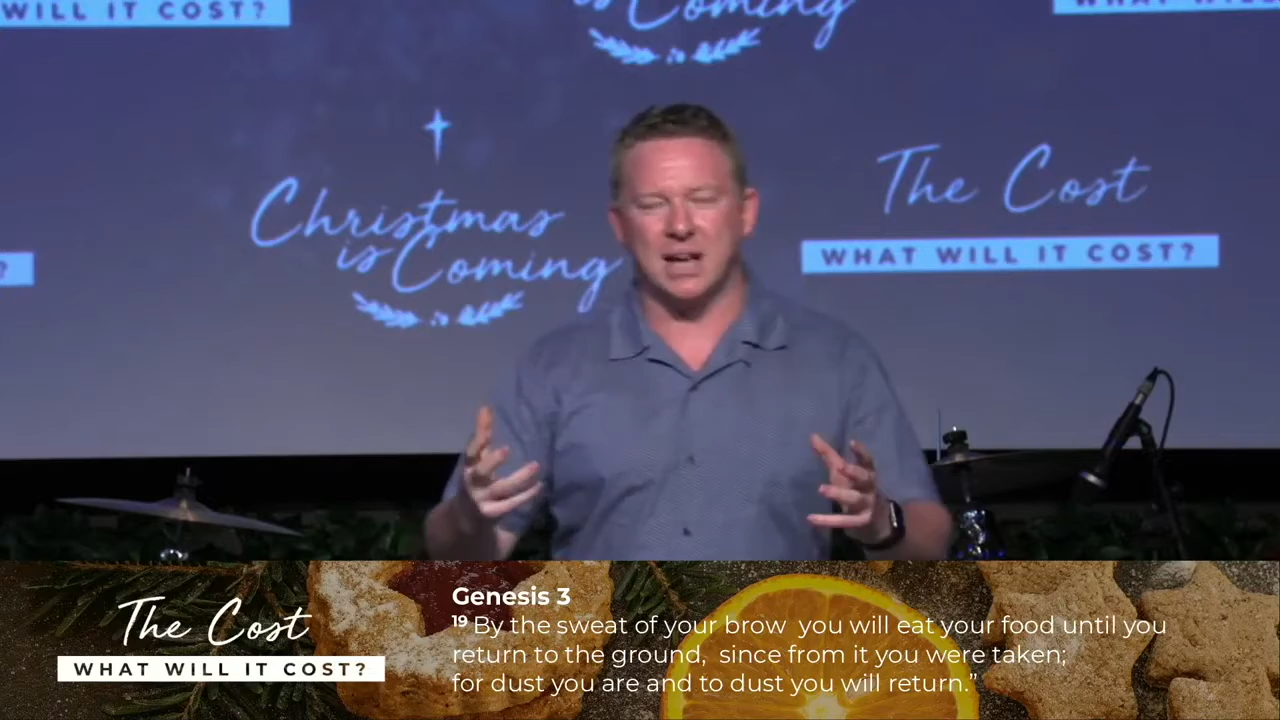 WILL IT COST?
is Coming
WHAT WILL
Christmas
is Coming
The Cost
WHAT WILL IT COST?
?
The Cost
WHAT WILL IT COST?
Genesis 3
19 By the sweat of your brow you will eat your food until you
return to the ground, since from it you were taken;
for dust you are and to dust you will return.”